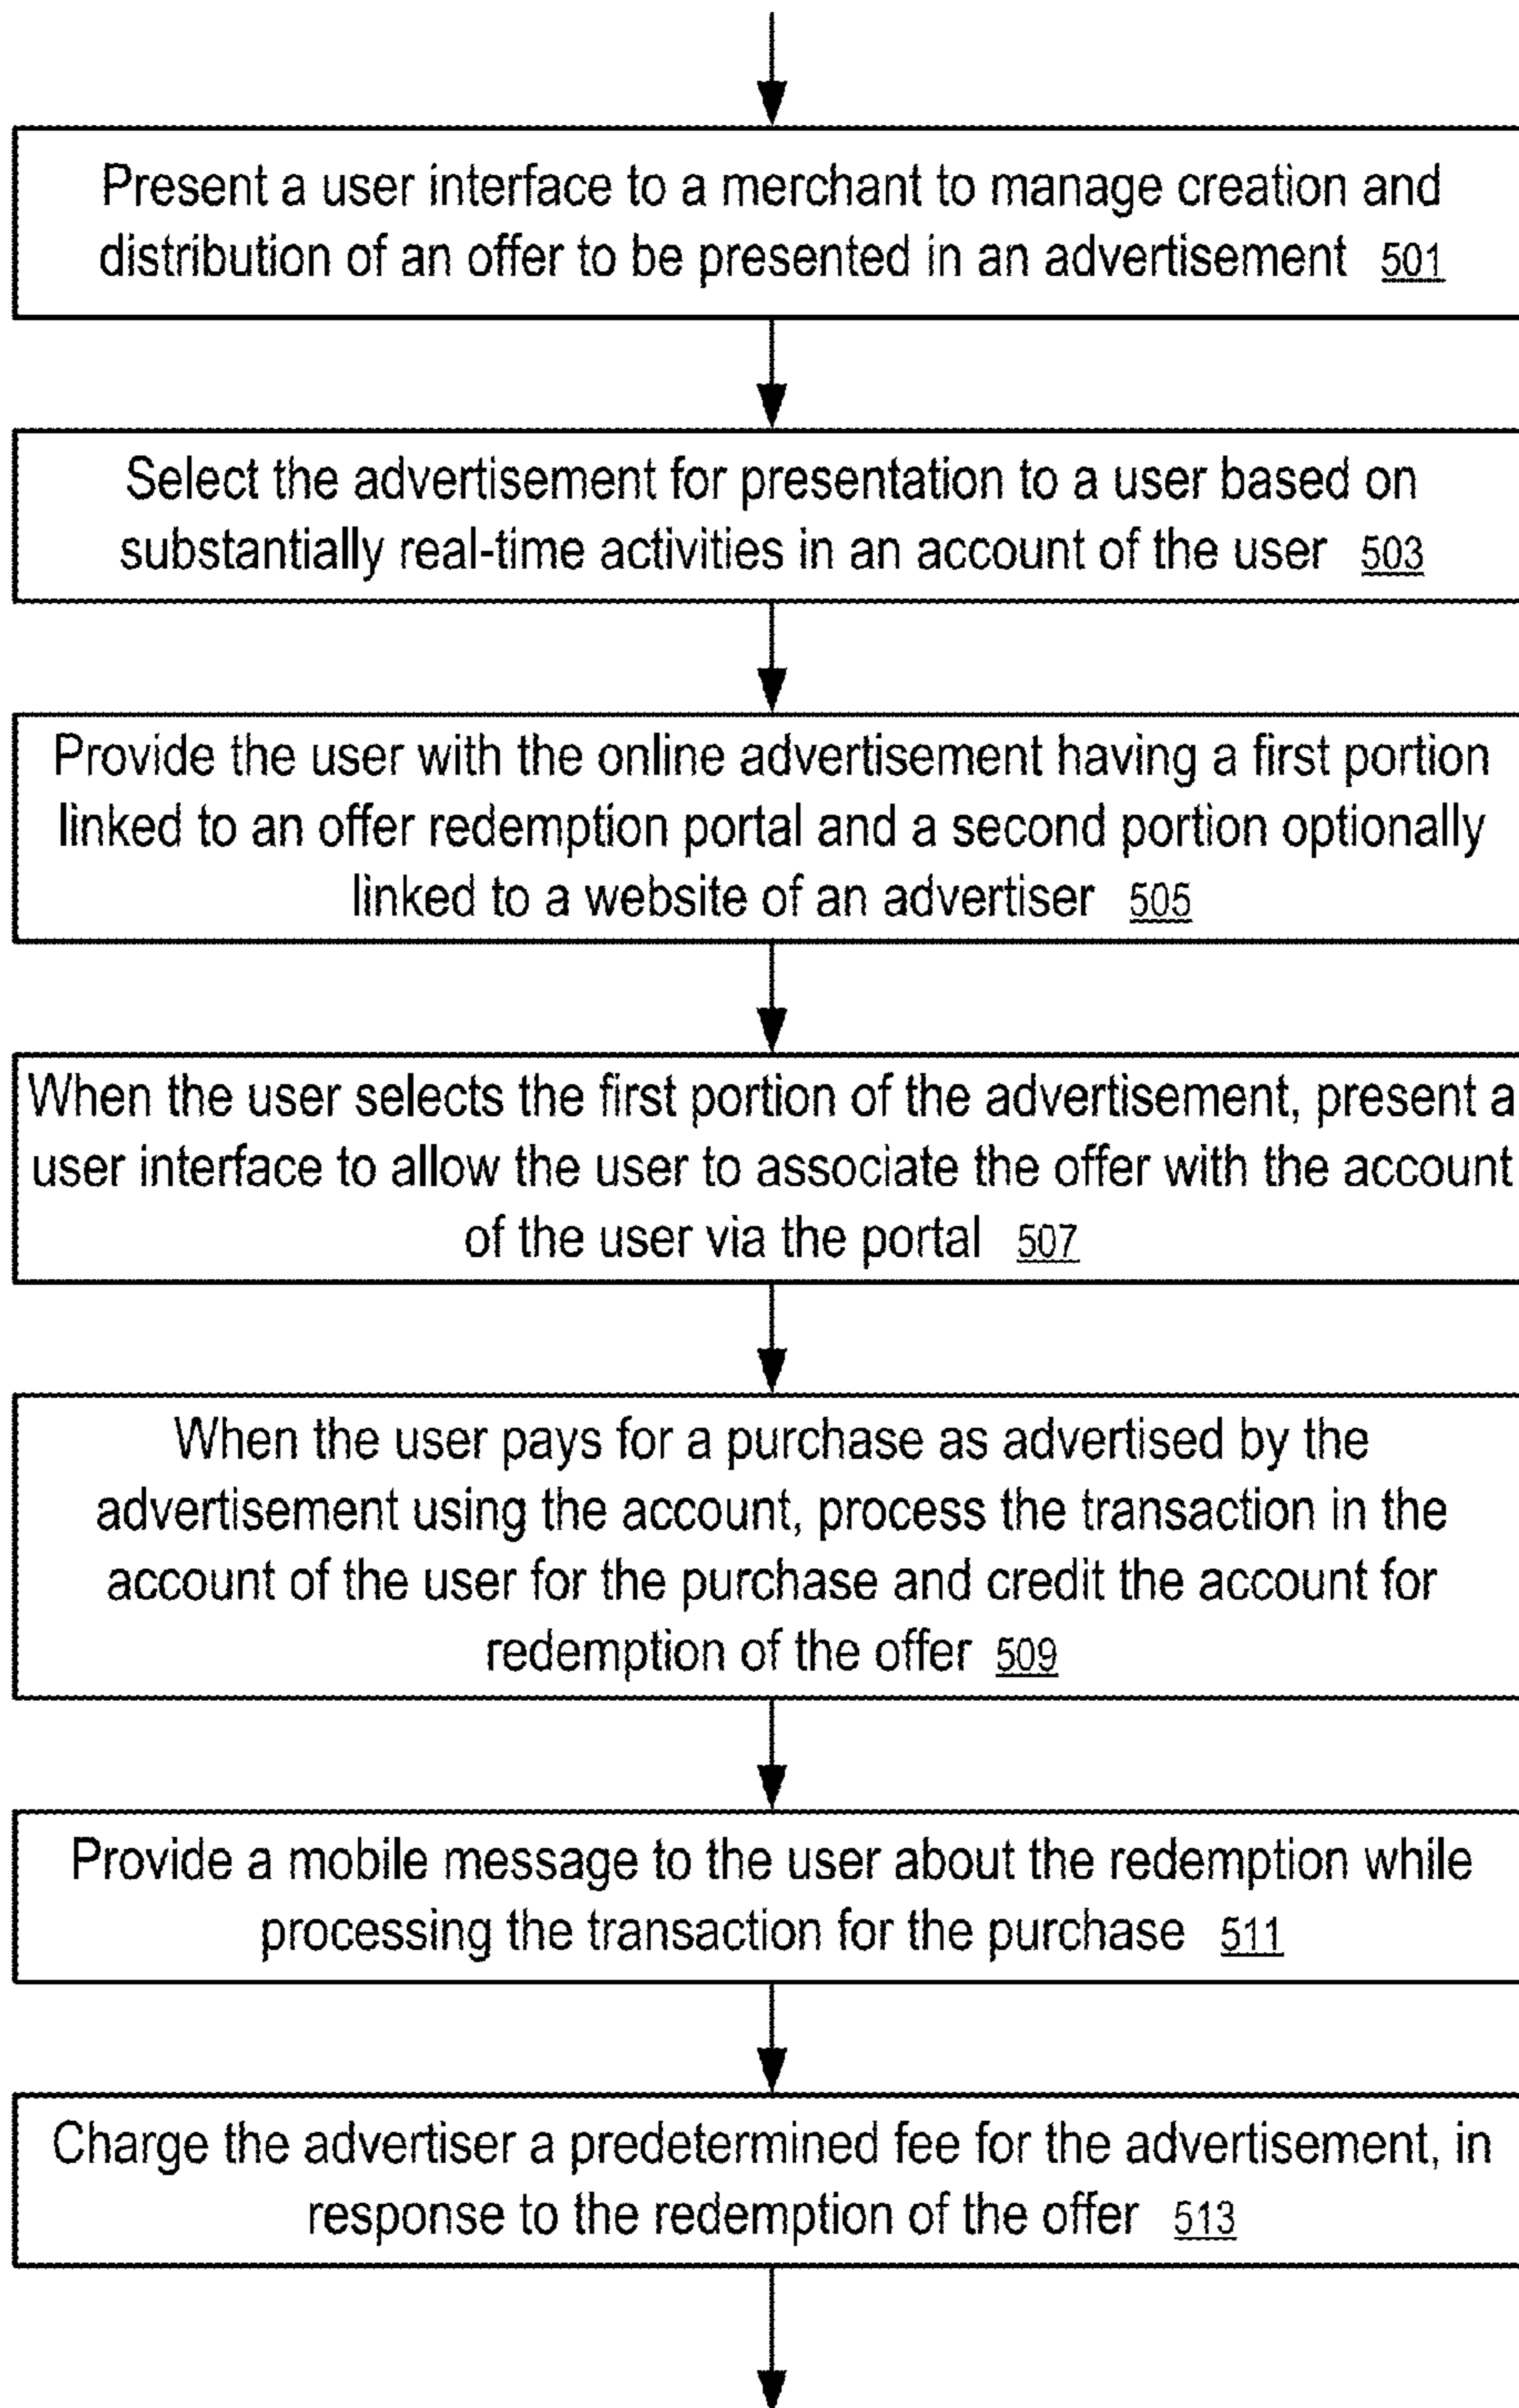 Present a user interface to a merchant to manage creation and
distribution of an offer to be presented in an advertisement 501
Select the advertisement for presentation to a user based on
substantially real-time activities in an account of the user 503
Provide the user with the online advertisement having a first portion
linked to an offer redemption portal and a second portion optionally
linked to a website of an advertiser 505
When the user selects the first portion of the advertisement, present a
user interface to allow the user to associate the offer with the account
of the user via the portal 507
When the user pays for a purchase as advertised by the
advertisement using the account, process the transaction in the
account of the user for the purchase and credit the account for
redemption of the offer 509
Provide a mobile message to the user about the redemption while
processing the transaction for the purchase 511
Charge the advertiser a predetermined fee for the advertisement, in
response to the redemption of the offer 513